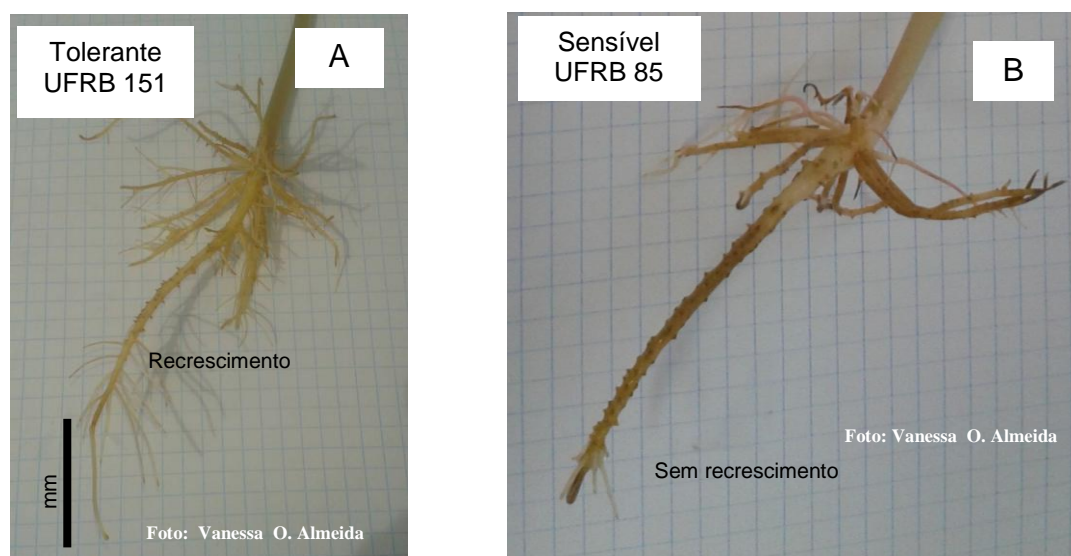 Tolerante
UFRB 151
A
Recrescimento
mm
Foto: Vanessa O. Almeida
Sensível
UFRB 85
B
Foto: Vanessa O. Almeida
Sem recrescimento